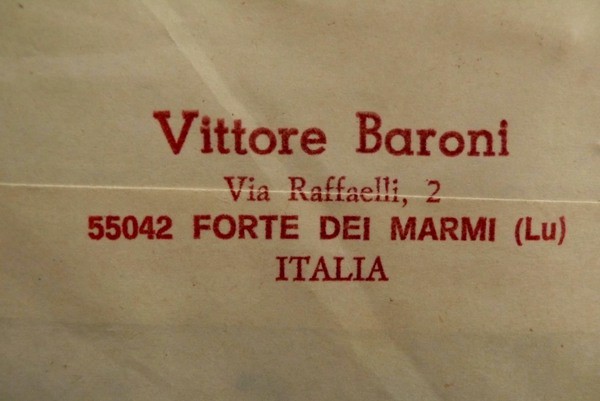 Vittore Baroni
Via Raffaelli, 2
55042 FORTE DEI MARMI (Lu)
ITALIA